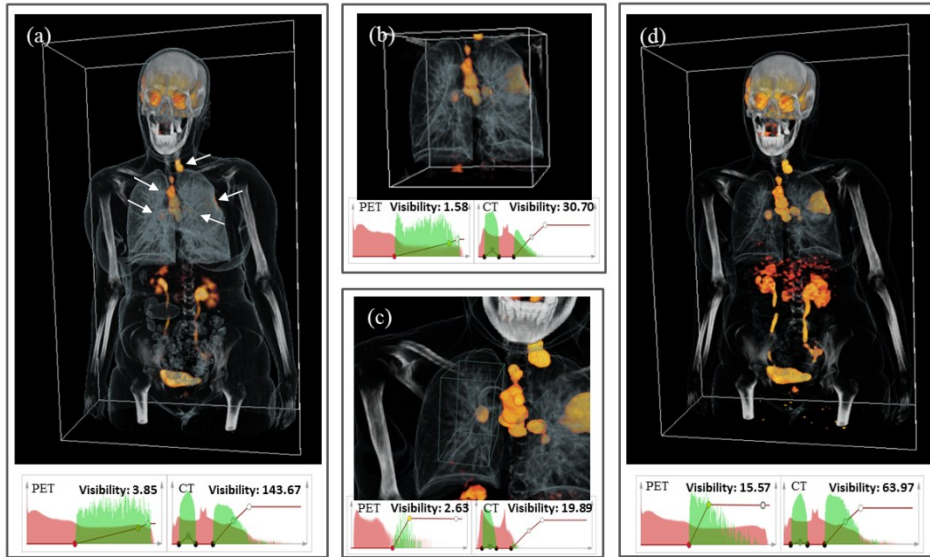 (a)
PET Visibility: 3.85
CT Visibility: 143.67
(b)
PET Visibility: 1.58
CT Visibility: 30.70
(c)
PET Visibility: 2.63
CT Visibility: 19.89
(d)
PET Visibility: 15.57
CT Visibility: 63.97